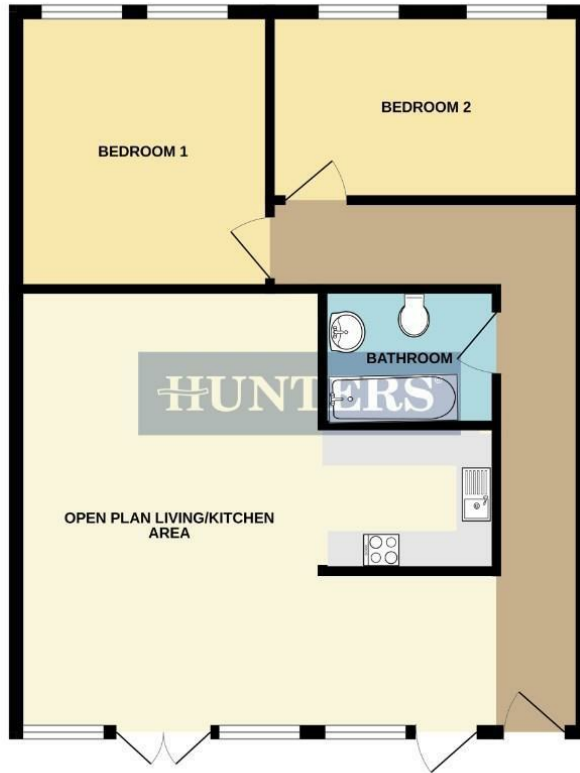 BEDROOM 1
BEDROOM 2
BATHROOM
HUNTERS
OPEN PLAN LIVING/KITCHEN
AREA